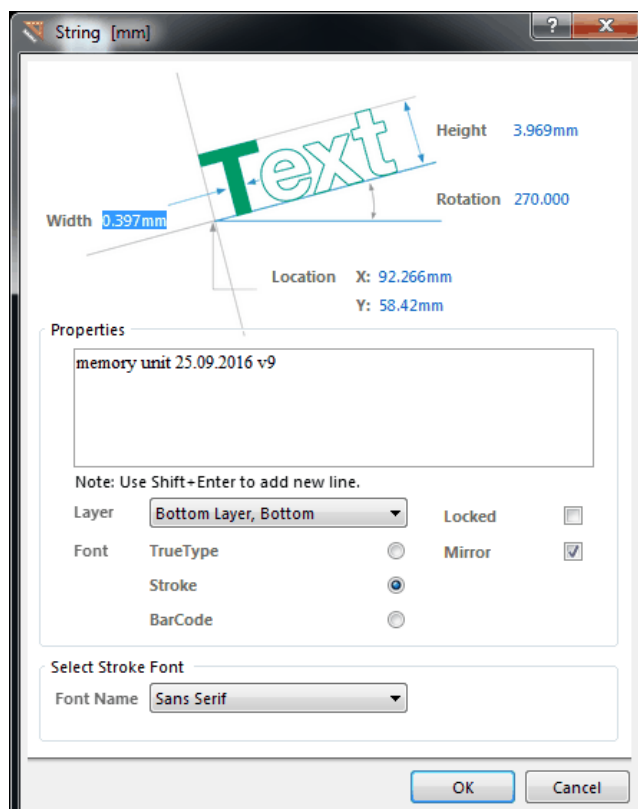 String [mm]
?
X
Text
Height 3.969mm
Rotation 270.000
Width 0.397mm
Location X: 92.266mm
Y: 58.42mm
Properties
memory unit 25.09.2016 v9
Note: Use Shift+Enter to add new line.
Layer Bottom Layer, Bottom Locked
Font TrueType Mirror
Stroke
BarCode
Select Stroke Font
Font Name Sans Serif
OK Cancel